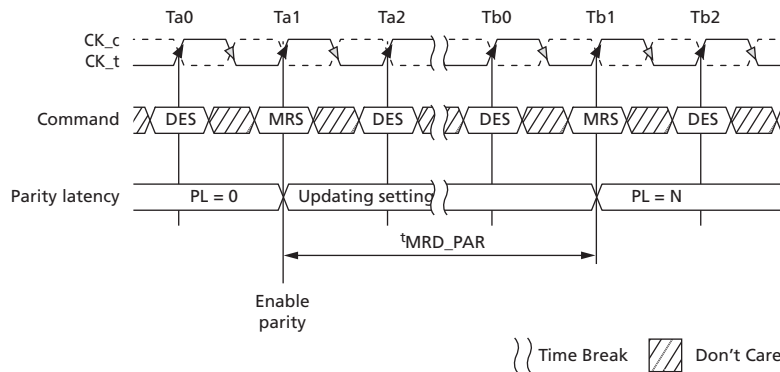 Ta0 Ta1 Ta2 Tb0 Tb1 Tb2
CK_c
CK_t
Command DES MRS DES DES MRS DES
Parity latency PL = 0 Updating setting PL = N
tMRD_PAR
Enable
parity
Time Break Don't Care